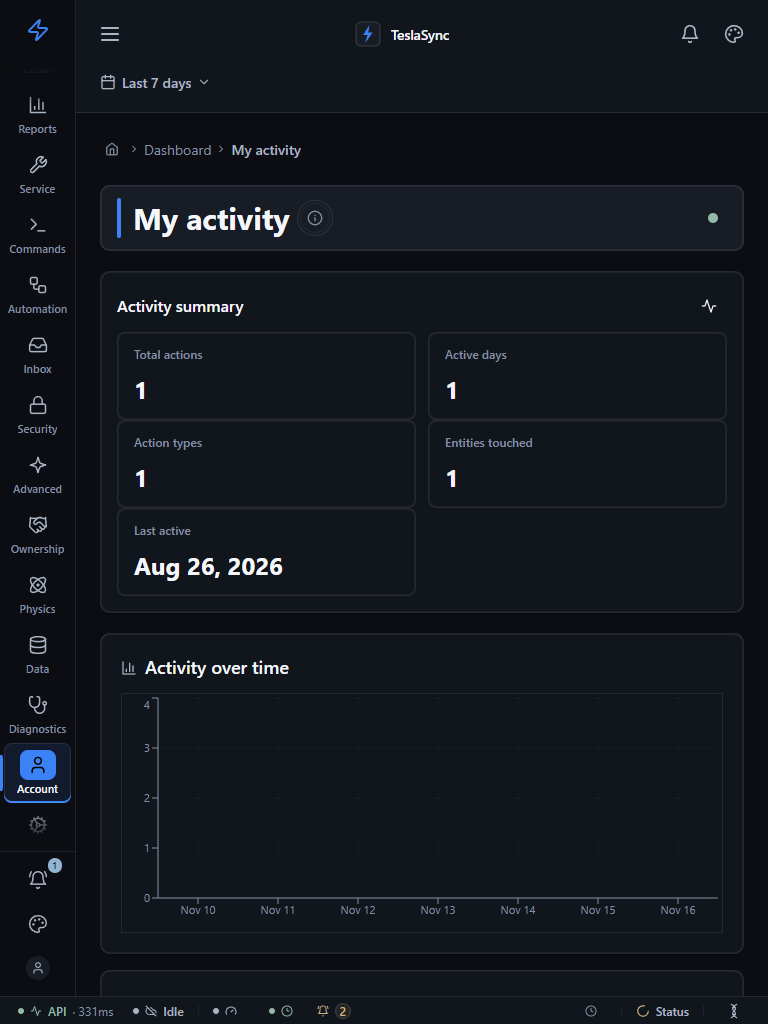 TeslaSync
Last 7 days
Reports
Service
Commands
Automation
Inbox
Security
Advanced
Ownership
Physics
Data
Diagnostics
Account
1
Dashboard
My activity
My activity
Activity summary
Total actions
1
Active days
1
Action types
1
Entities touched
1
Last active
Aug 26, 2026
Activity over time
4
3
2
1
0
Nov 10 Nov 11 Nov 12 Nov 13 Nov 14 Nov 15 Nov 16
API · 331ms
Idle
2
Status